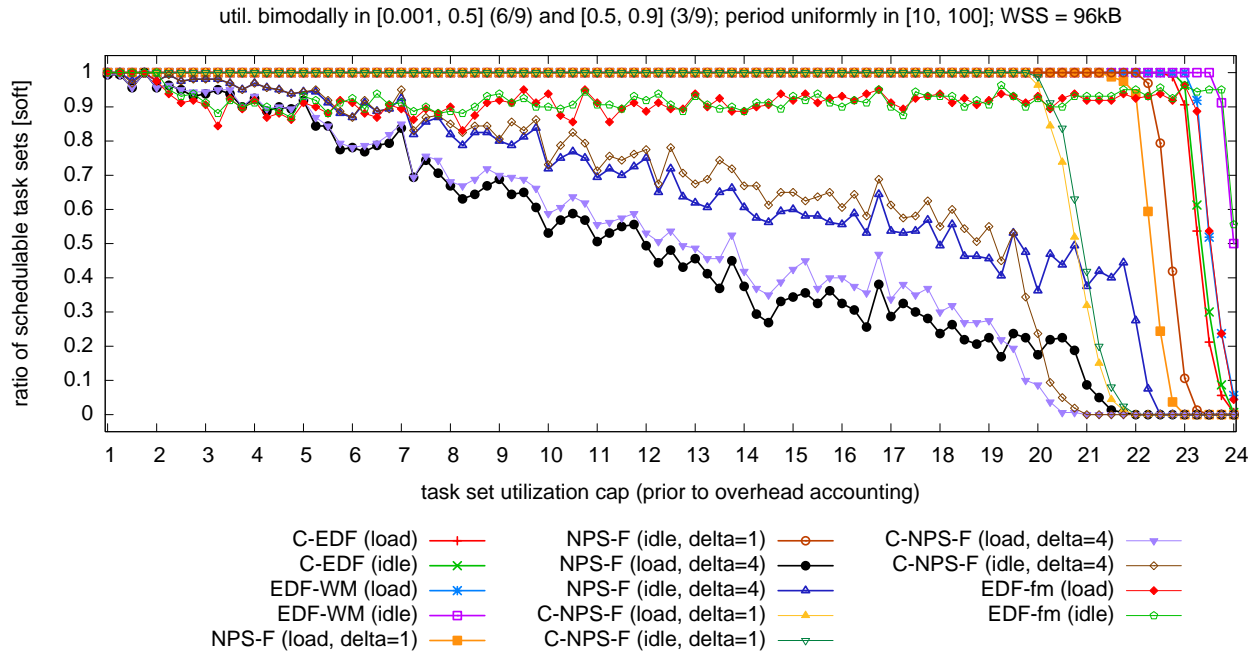 util. bimodally in [0.001, 0.5] (6/9) and [0.5, 0.9] (3/9); period uniformly in [10, 100]; WSS = 96kB
ratio of schedulable task sets [soft]
1
0.9
0.8
0.7
0.6
0.5
0.4
0.3
0.2
0.1
0
1 2 3 4 5 6 7 8 9 10 11 12 13 14 15 16 17 18 19 20 21 22 23 24
task set utilization cap (prior to overhead accounting)
C-EDF (load)
C-EDF (idle)
EDF-WM (load)
EDF-WM (idle)
NPS-F (load, delta=1)
NPS-F (idle, delta=1)
NPS-F (load, delta=4)
NPS-F (idle, delta=4)
C-NPS-F (load, delta=1)
C-NPS-F (idle, delta=1)
C-NPS-F (load, delta=4)
C-NPS-F (idle, delta=4)
EDF-fm (load)
EDF-fm (idle)